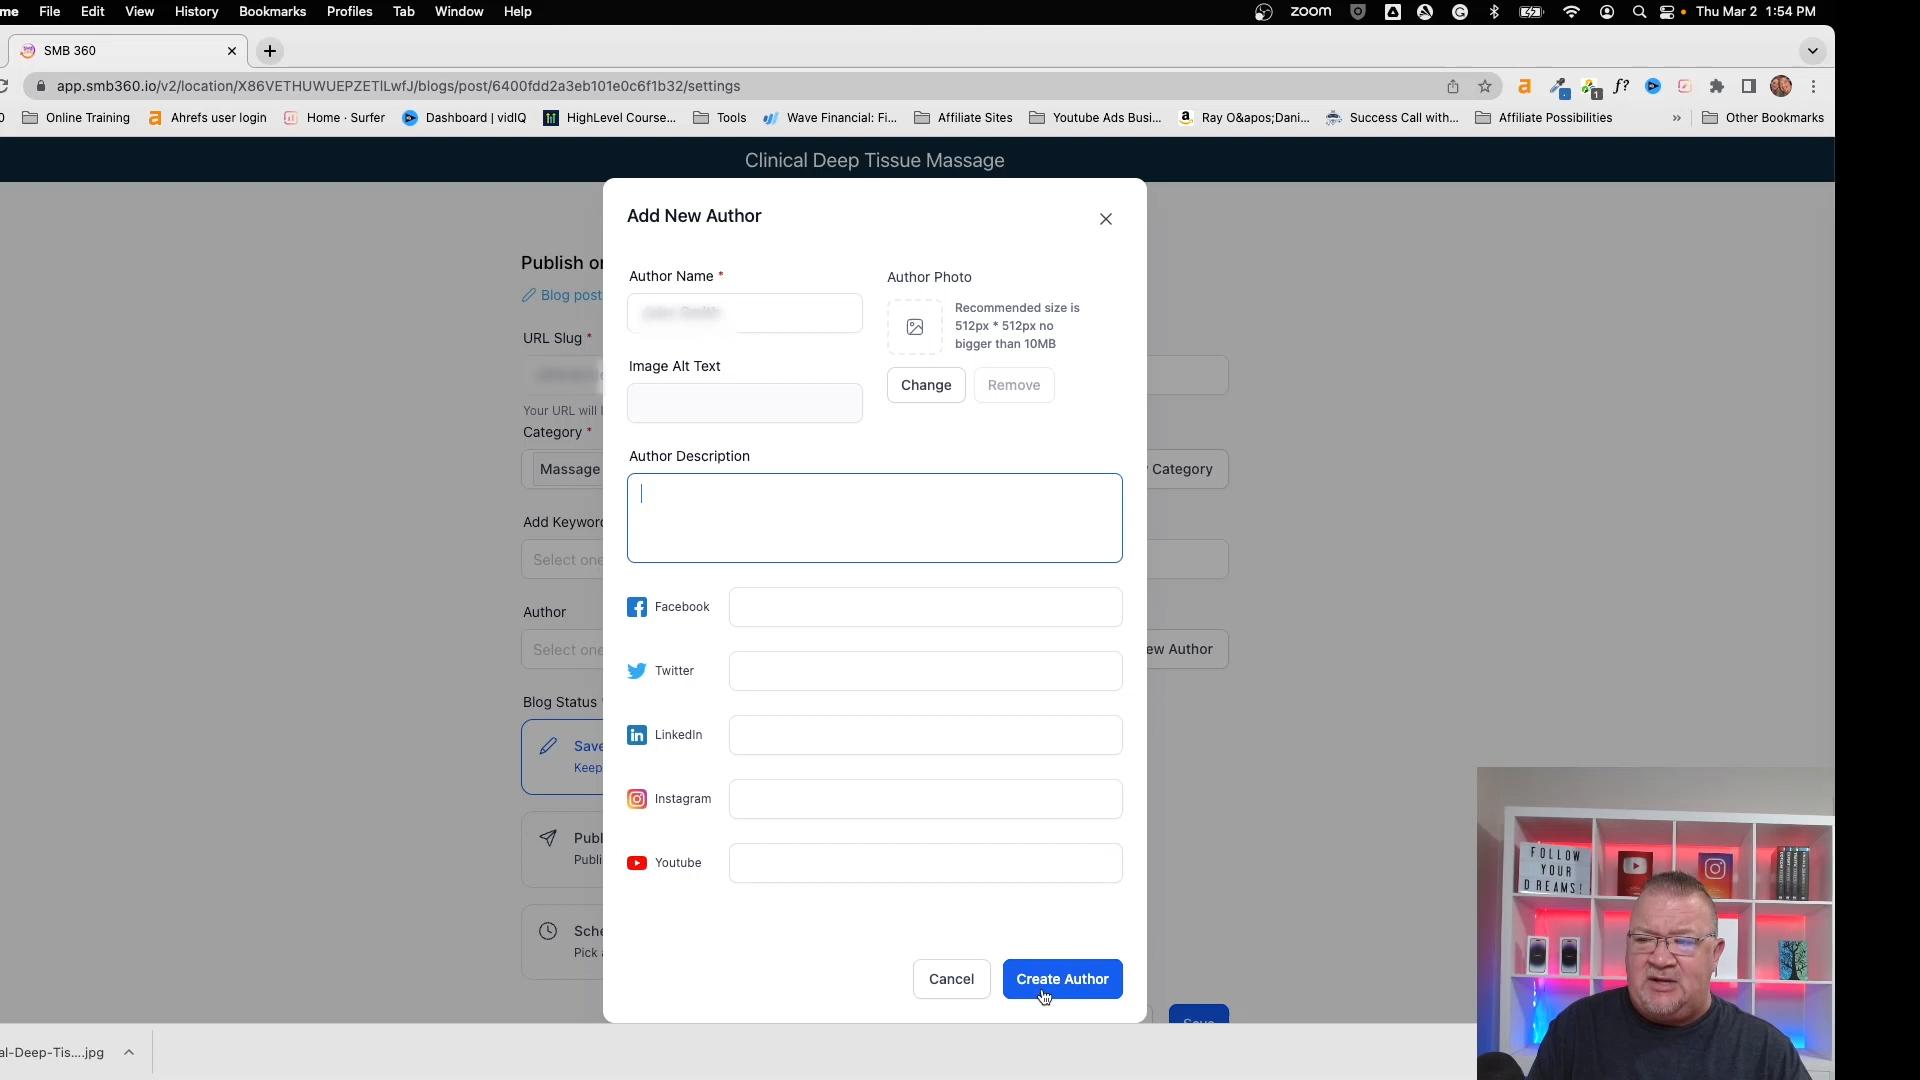 me File Edit View History Bookmarks Profiles Tab Window Help zoom Thu Mar 2 1:54 PM
SMB 360
app.smb360.io/v2/location/X86VETHUWUEPZETlLwfJ/blogs/post/6400fdd2a3eb101e0c6f1b32/settings
Online Training Ahrefs user login Home · Surfer Dashboard | vidIQ HighLevel Course... Tools Wave Financial: Fi... Affiliate Sites Youtube Ads Busi... Ray O&apos;Dani... Success Call with... Affiliate Possibilities » Other Bookmarks
Clinical Deep Tissue Massage
Add New Author
Publish or
Author Name *
Author Photo
Blog post
Recommended size is
512px * 512px no
bigger than 10MB
URL Slug *
Image Alt Text
Change Remove
Your URL will
Category *
Author Description
Massage
Category
Add Keyword
Select one
Facebook
Author
Select one
ew Author
Twitter
Blog Status
LinkedIn
Save
Keep
Instagram
Publ
Publi
Youtube
Sche
Pick a
Cancel Create Author
Save
al-Deep-Tis....jpg
FOLLOW
YOUR
DREAMS!